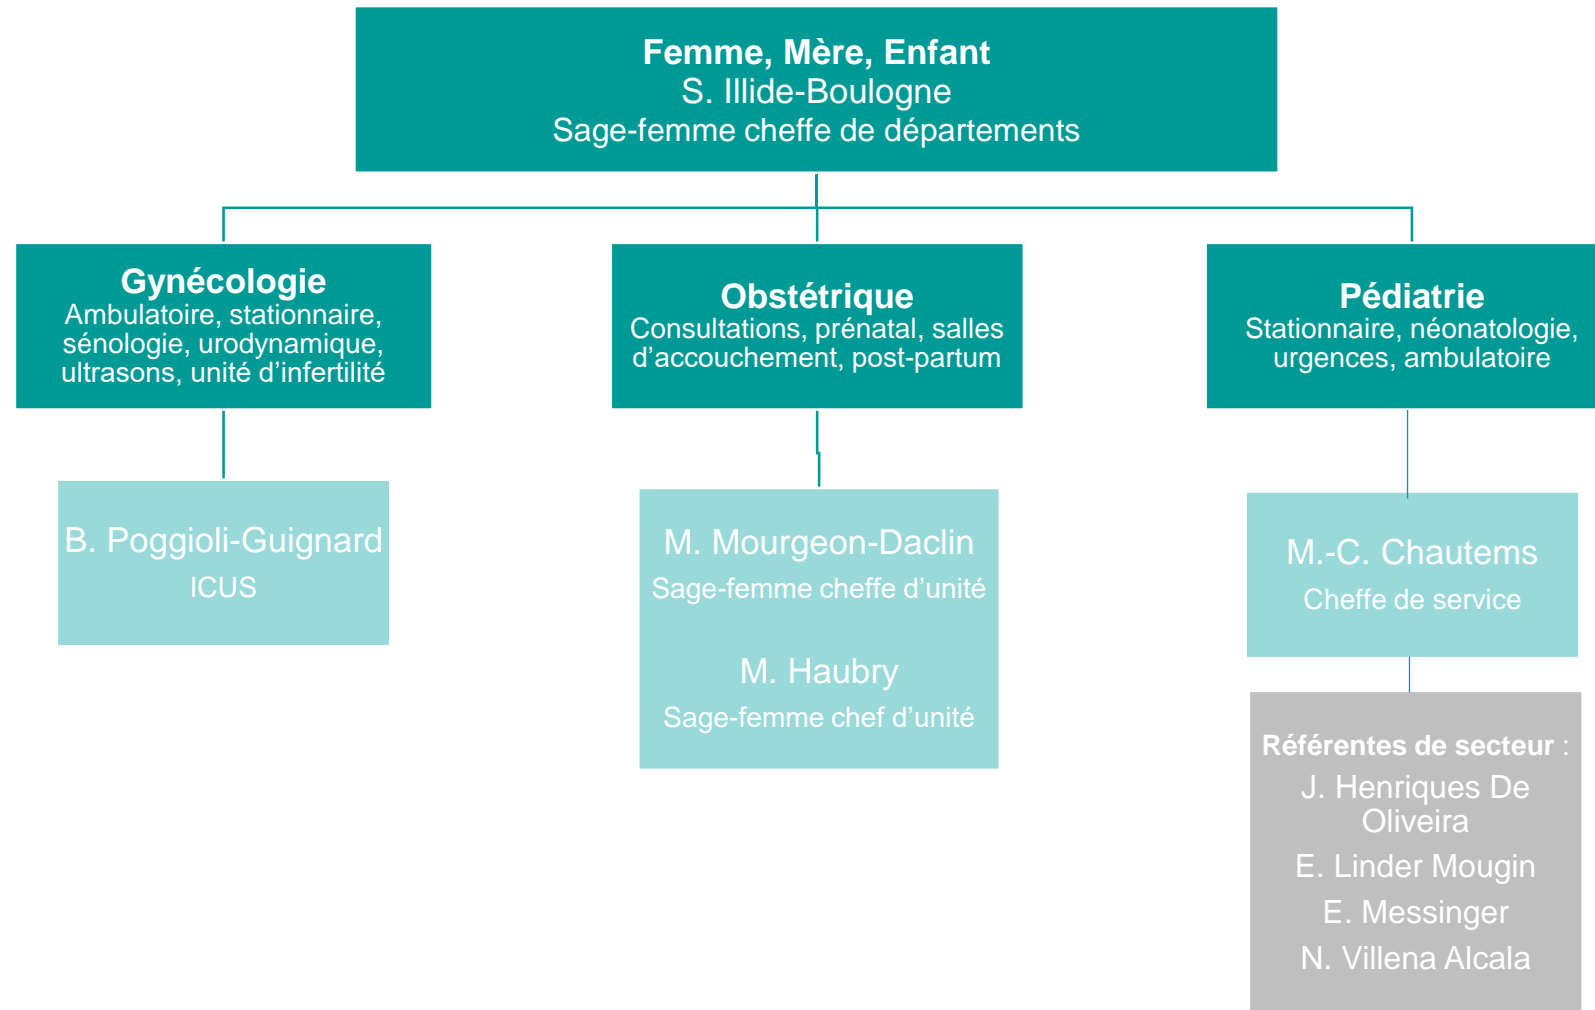 Femme, Mère, Enfant
S. Illide-Boulogne
Sage-femme cheffe de départements
Gynécologie
Ambulatoire, stationnaire,
sénologie, urodynamique,
ultrasons, unité d’infertilité
Obstétrique
Consultations, prénatal, salles
d’accouchement, post-partum
Pédiatrie
Stationnaire, néonatologie,
urgences, ambulatoire
B. Poggioli-Guignard
ICUS
M. Mourgeon-Daclin
Sage-femme cheffe d’unité
M. Haubry
Sage-femme chef d’unité
M.-C. Chautems
Cheffe de service
Référentes de secteur :
J. Henriques De
Oliveira
E. Linder Mougin
E. Messinger
N. Villena Alcala